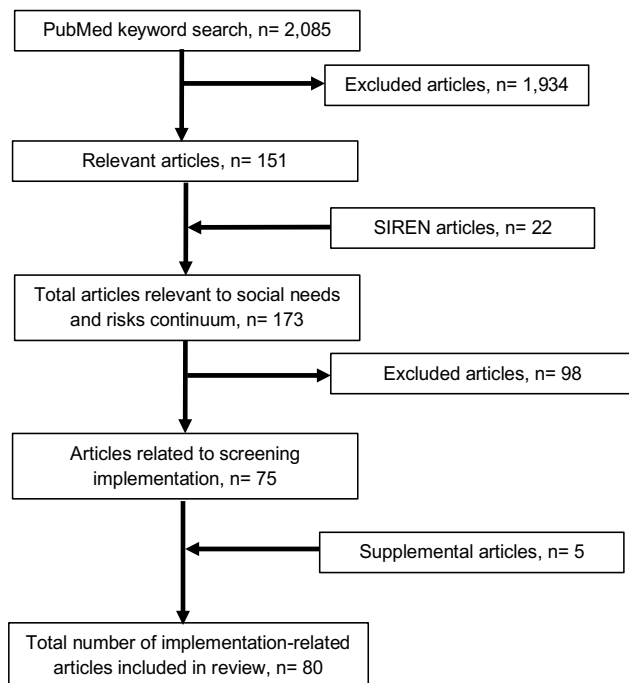 PubMed keyword search, n= 2,085
Excluded articles, n= 1,934
Relevant articles, n= 151
SIREN articles, n= 22
Total articles relevant to social needs
and risks continuum, n= 173
Excluded articles, n= 98
Articles related to screening
implementation, n= 75
Supplemental articles, n= 5
Total number of implementation-related
articles included in review, n= 80